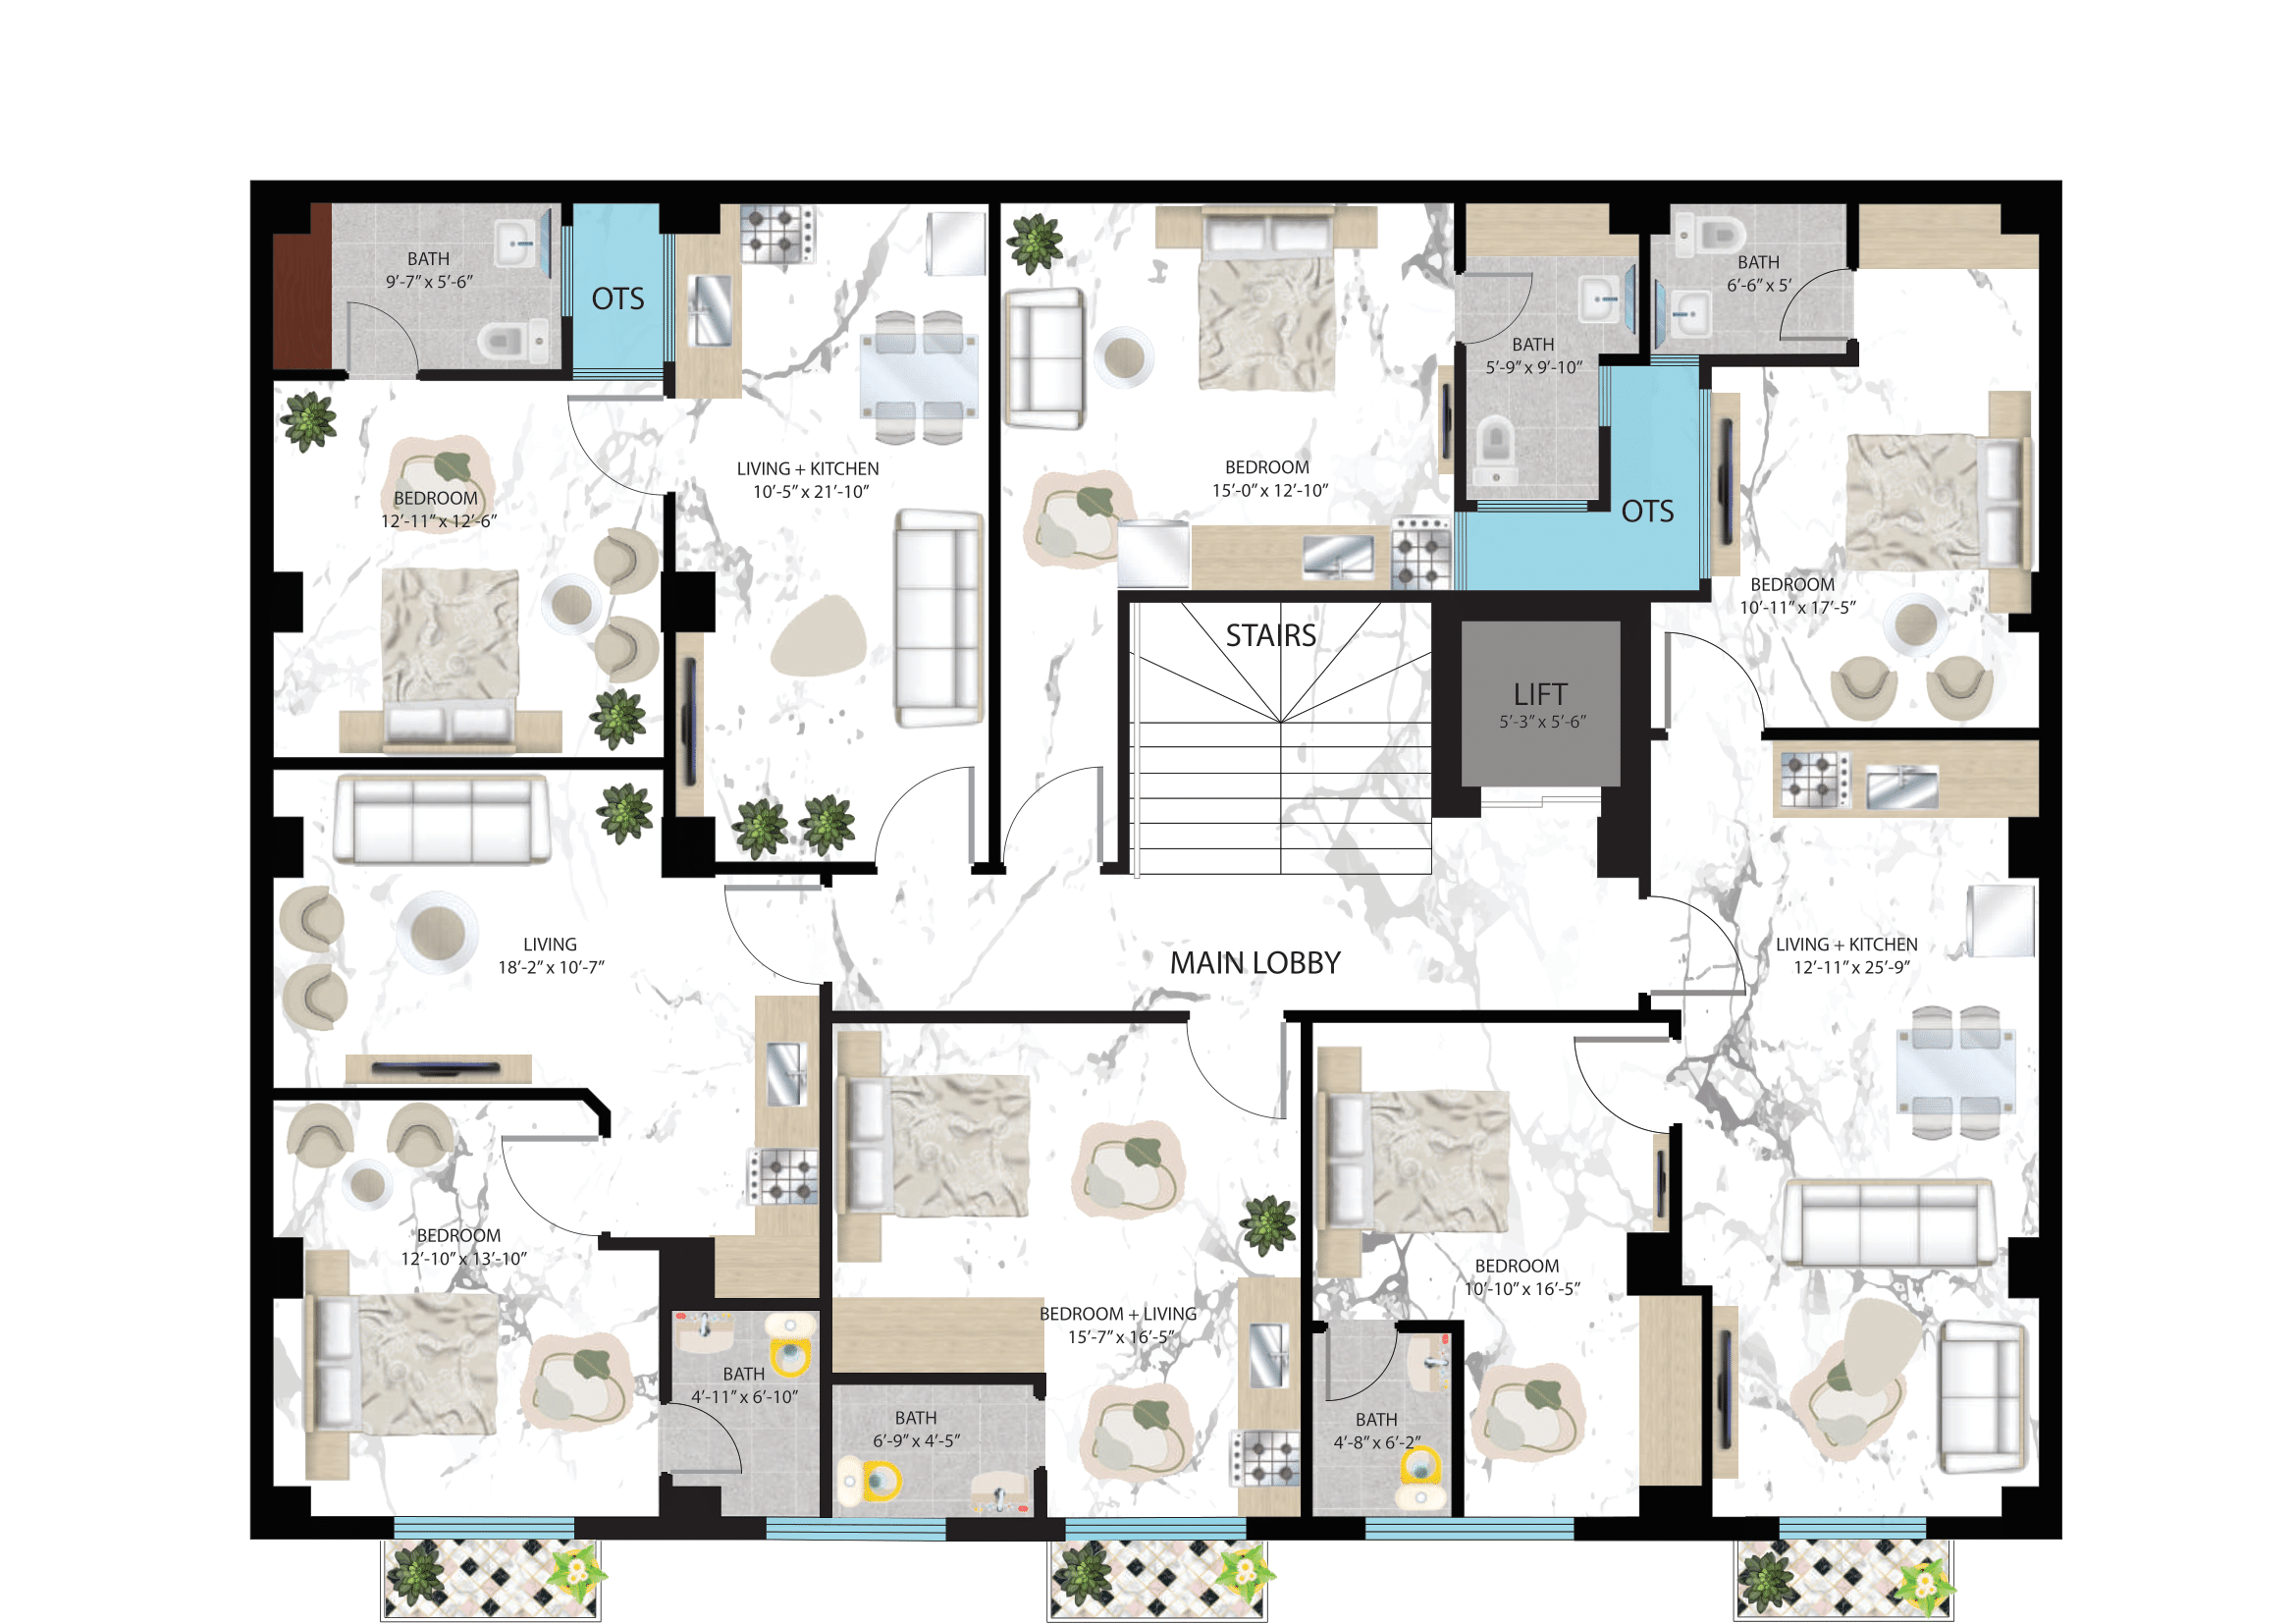 BATH
9’-7” x 5’-6”
OTS
BEDROOM
12’-11” x 12’-6”
LIVING + KITCHEN
10’-5” x 21’-10”
BEDROOM
15’-0” x 12’-10”
BATH
5’-9” x 9’-10”
BATH
6’-6” x 5’
OTS
BEDROOM
10’-11” x 17’-5”
STAIRS
LIFT
5’-3” x 5’-6”
LIVING
18’-2” x 10’-7”
MAIN LOBBY
LIVING + KITCHEN
12’-11” x 25’-9”
BEDROOM
12’-10” x 13’-10”
BATH
4’-11” x 6’-10”
BEDROOM + LIVING
15’-7” x 16’-5”
BATH
6’-9” x 4’-5”
BEDROOM
10’-10” x 16’-5”
BATH
4’-8” x 6’-2”